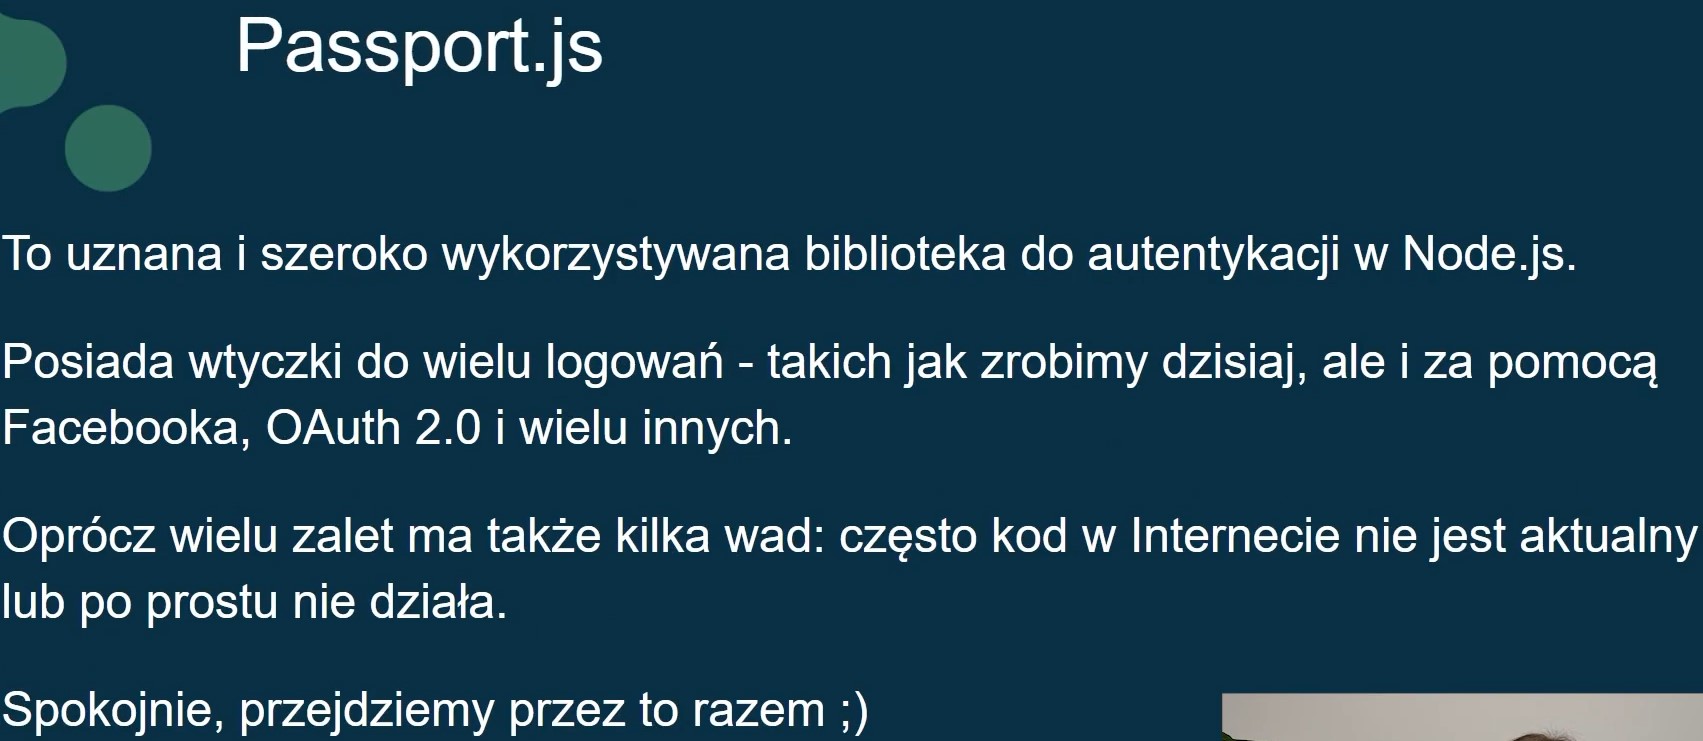 Passport.js
To uznana i szeroko wykorzystywana biblioteka do autentykacji w Node.js.
Posiada wtyczki do wielu logowań - takich jak zrobimy dzisiaj, ale i za pomocą
Facebooka, OAuth 2.0 i wielu innych.
Oprócz wielu zalet ma także kilka wad: często kod w Internecie nie jest aktualny
lub po prostu nie działa.
Spokojnie, przejdziemy przez to razem ;)